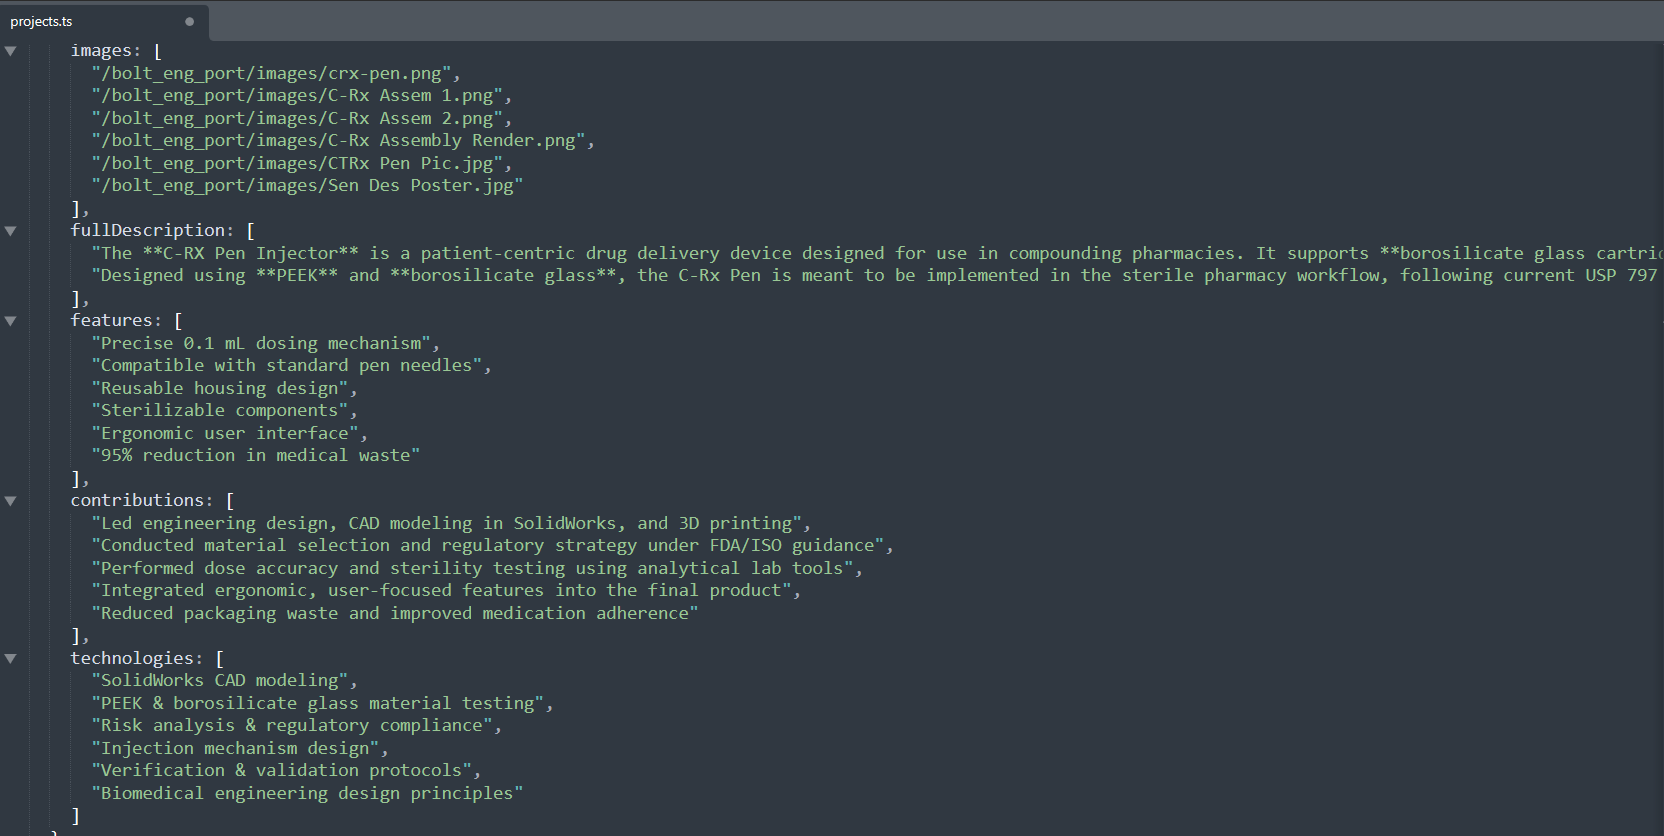 projects.ts
images: [
"/bolt_eng_port/images/crx-pen.png",
"/bolt_eng_port/images/C-Rx Assem 1.png",
"/bolt_eng_port/images/C-Rx Assem 2.png",
"/bolt_eng_port/images/C-Rx Assembly Render.png",
"/bolt_eng_port/images/CTRx Pen Pic.jpg",
"/bolt_eng_port/images/Sen Des Poster.jpg"
],
fullDescription: [
"The **C-RX Pen Injector** is a patient-centric drug delivery device designed for use in compounding pharmacies. It supports **borosilicate glass
"Designed using **PEEK** and **borosilicate glass**, the C-Rx Pen is meant to be implemented in the sterile pharmacy workflow, following current USP 797
],
features: [
"Precise 0.1 mL dosing mechanism",
"Compatible with standard pen needles",
"Reusable housing design",
"Sterilizable components",
"Ergonomic user interface",
"95% reduction in medical waste"
],
contributions: [
"Led engineering design, CAD modeling in SolidWorks, and 3D printing",
"Conducted material selection and regulatory strategy under FDA/ISO guidance",
"Performed dose accuracy and sterility testing using analytical lab tools",
"Integrated ergonomic, user-focused features into the final product",
"Reduced packaging waste and improved medication adherence"
],
technologies: [
"SolidWorks CAD modeling",
"PEEK & borosilicate glass material testing",
"Risk analysis & regulatory compliance",
"Injection mechanism design",
"Verification & validation protocols",
"Biomedical engineering design principles"
]